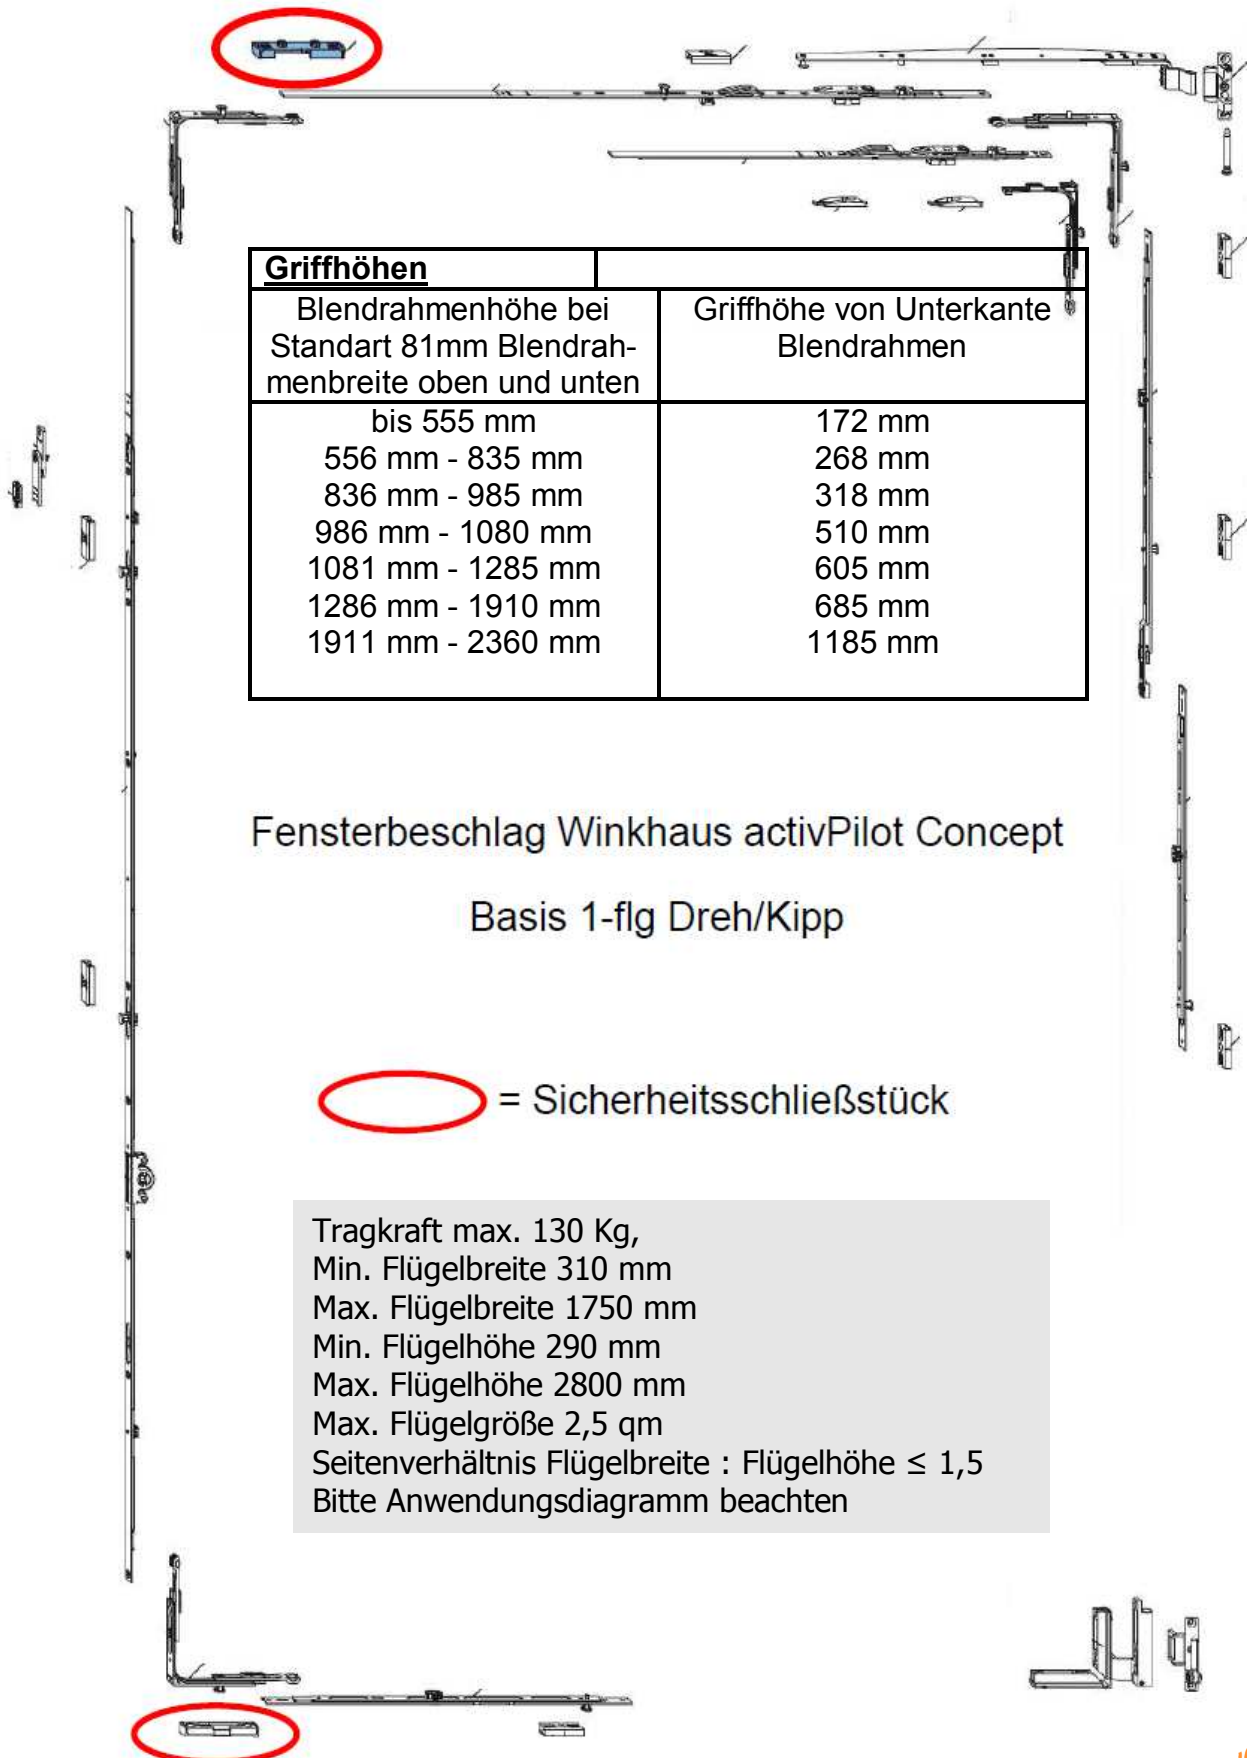 Griffhöhen
Blendrahmenhöhe bei
Standart 81mm Blendrah-
menbreite oben und unten
Griffhöhe von Unterkante
Blendrahmen
bis 555 mm 172 mm
556 mm - 835 mm 268 mm
836 mm - 985 mm 318 mm
986 mm - 1080 mm 510 mm
1081 mm - 1285 mm 605 mm
1286 mm - 1910 mm 685 mm
1911 mm - 2360 mm 1185 mm
Fensterbeschlag Winkhaus activPilot Concept
Basis 1-flg Dreh/Kipp
= Sicherheitsschließstück
Tragkraft max. 130 Kg,
Min. Flügelbreite 310 mm
Max. Flügelbreite 1750 mm
Min. Flügelhöhe 290 mm
Max. Flügelhöhe 2800 mm
Max. Flügelgröße 2,5 qm
Seitenverhältnis Flügelbreite : Flügelhöhe ≤ 1,5
Bitte Anwendungsdiagramm beachten